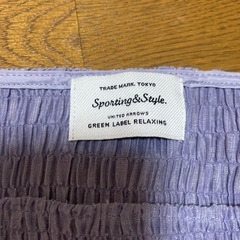 TRADE MARK. TOKYO
Sporting&Style.
UNITED ARROWS
GREEN LABEL RELAXING